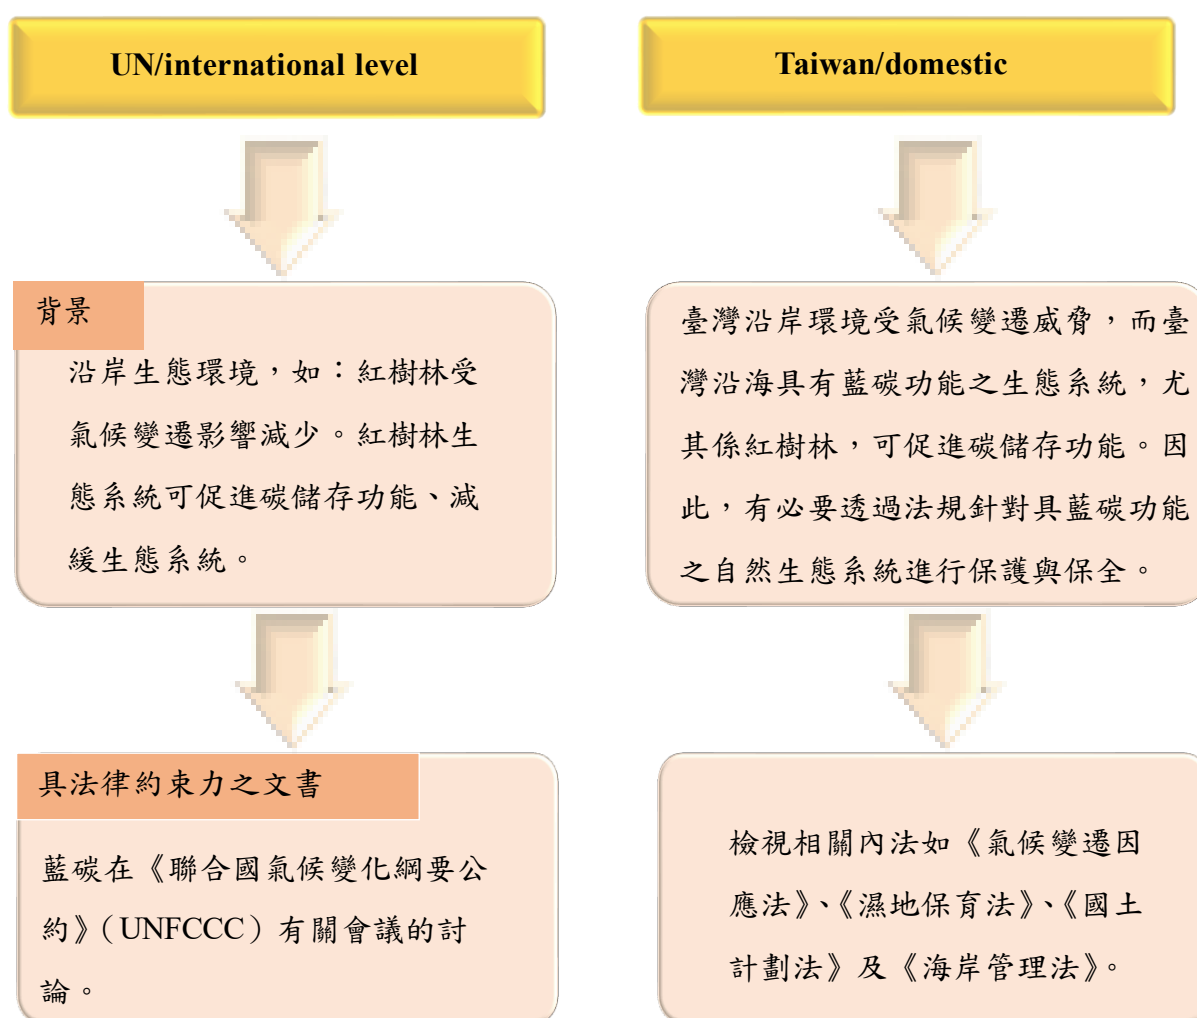 UN/international level
背景
沿岸生態環境，如：紅樹林受
氣候變遷影響減少。紅樹林生
態系統可促進碳儲存功能、減
緩生態系統。
具法律約束力之文書
藍碳在《聯合國氣候變化綱要公
約》（UNFCCC）有關會議的討
論。
Taiwan/domestic
臺灣沿岸環境受氣候變遷威脅，而臺
灣沿海具有藍碳功能之生態系統，尤
其係紅樹林，可促進碳儲存功能。因
此，有必要透過法規針對具藍碳功能
之自然生態系統進行保護與保全。
檢視相關內法如《氣候變遷因
應法》、《濕地保育法》、《國土
計劃法》及《海岸管理法》。